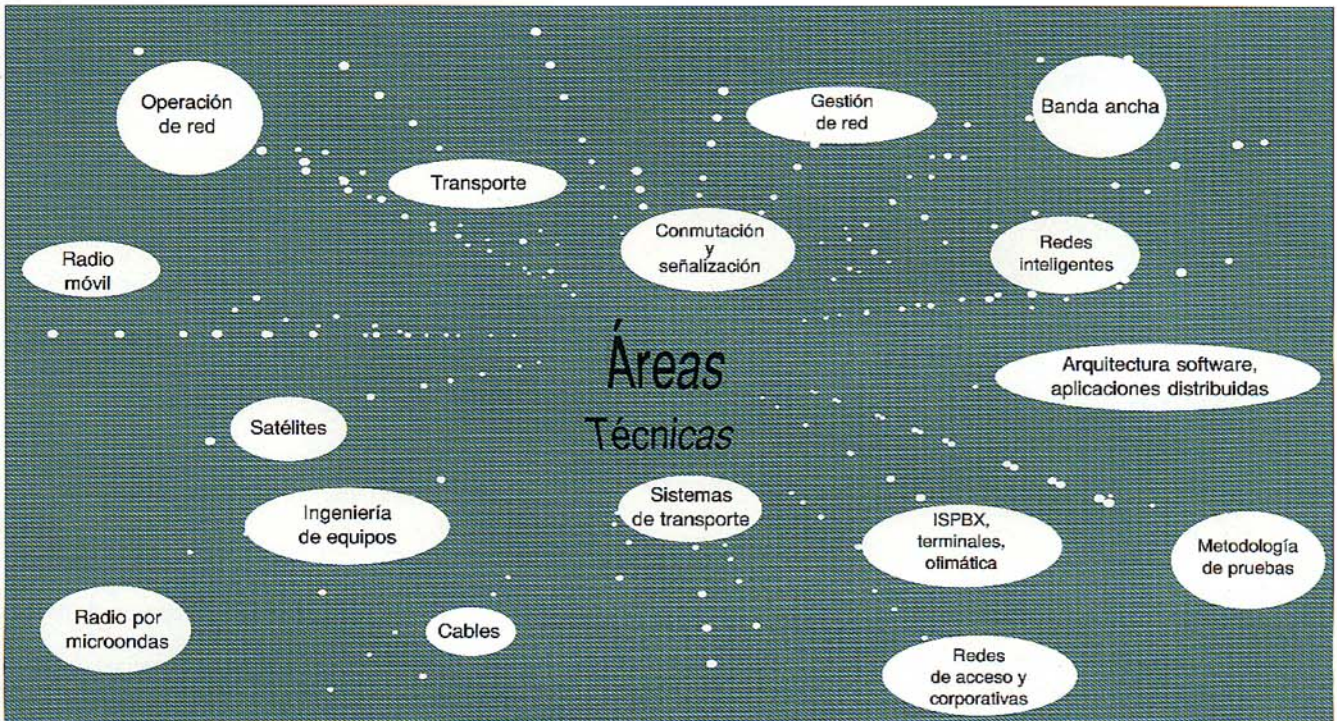 Operación
de red
Gestión
de red
Banda ancha
Transporte
Conmutación
y
señalización
Redes
inteligentes
Radio
móvil
Áreas
Técnicas
Arquitectura software,
aplicaciones distribuidas
Satélites
Sistemas
de transporte
Ingeniería
de equipos
ISPBX,
terminales,
ofimática
Metodología
de pruebas
Radio por
microondas
Cables
Redes
de acceso y
corporativas